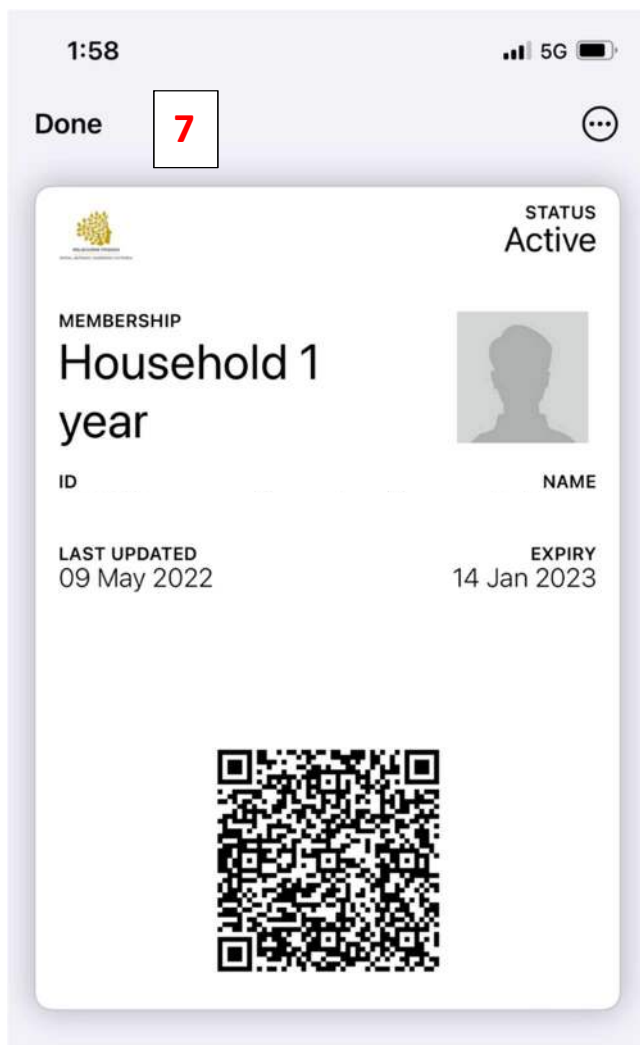 1:58
5G
Done
7
STATUS
Active
MEMBERSHIP
Household 1
year
ID
NAME
LAST UPDATED
EXPIRY
09 May 2022
14 Jan 2023